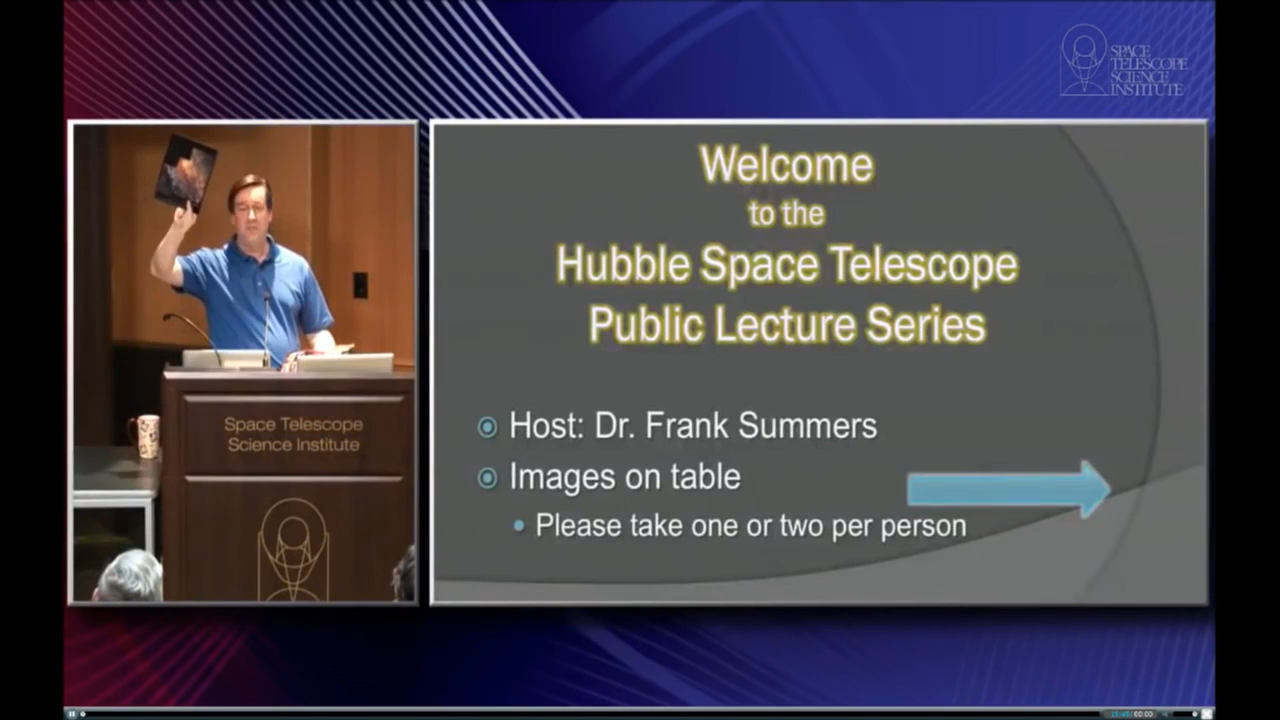 SPACE
TELESCOPE
SCIENCE
INSTITUTE
Welcome
to the
Hubble Space Telescope
Public Lecture Series
Host: Dr. Frank Summers
Images on table
Please take one or two per person
Space Telescope
Science Institute